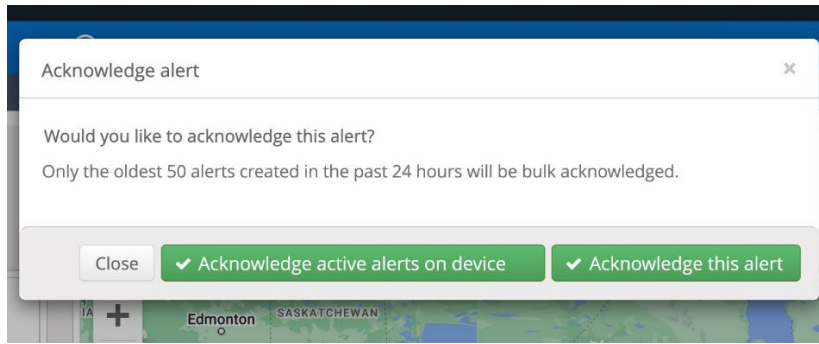 Acknowledge alert
×
Would you like to acknowledge this alert?
Only the oldest 50 alerts created in the past 24 hours will be bulk acknowledged.
Close ✔ Acknowledge active alerts on device ✔ Acknowledge this alert
+
Edmonton SASKATCHEWAN